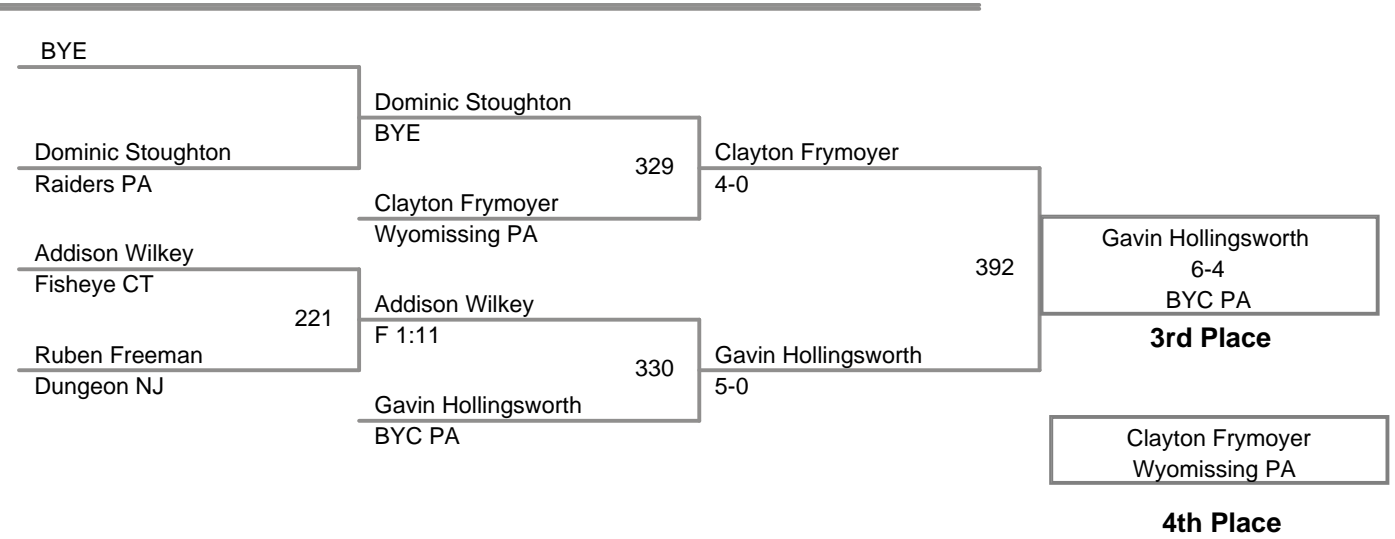 BYE
Dominic Stoughton
BYE
Dominic Stoughton
Raiders PA
329
Clayton Frymoyer
4-0
Clayton Frymoyer
Wyomissing PA
Addison Wilkey
Fisheye CT
221
Addison Wilkey
F 1:11
Ruben Freeman
Dungeon NJ
330
Gavin Hollingsworth
5-0
Gavin Hollingsworth
BYC PA
392
Gavin Hollingsworth
6-4
BYC PA
3rd Place
Clayton Frymoyer
Wyomissing PA
4th Place